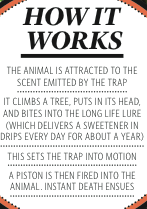 HOW IT
WORKS
THE ANIMAL IS ATTRACTED TO THE
SCENT EMITTED BY THE TRAP
IT CLIMBS A TREE, PUTS IN ITS HEAD,
AND BITES INTO THE LONG LIFE LURE
(WHICH DELIVERS A SWEETENER IN
DRIPS EVERY DAY FOR ABOUT A YEAR)
THIS SETS THE TRAP INTO MOTION
A PISTON IS THEN FIRED INTO THE
ANIMAL. INSTANT DEATH ENSUES